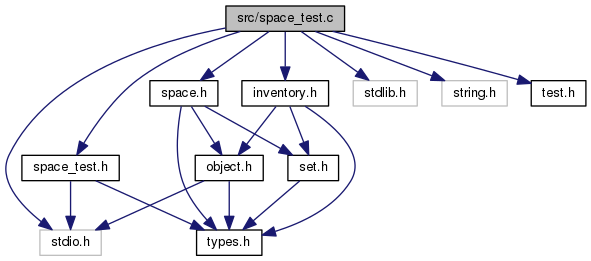 src/space_test.c
space.h
inventory.h
stdlib.h
string.h
test.h
space_test.h
object.h
set.h
stdio.h
types.h